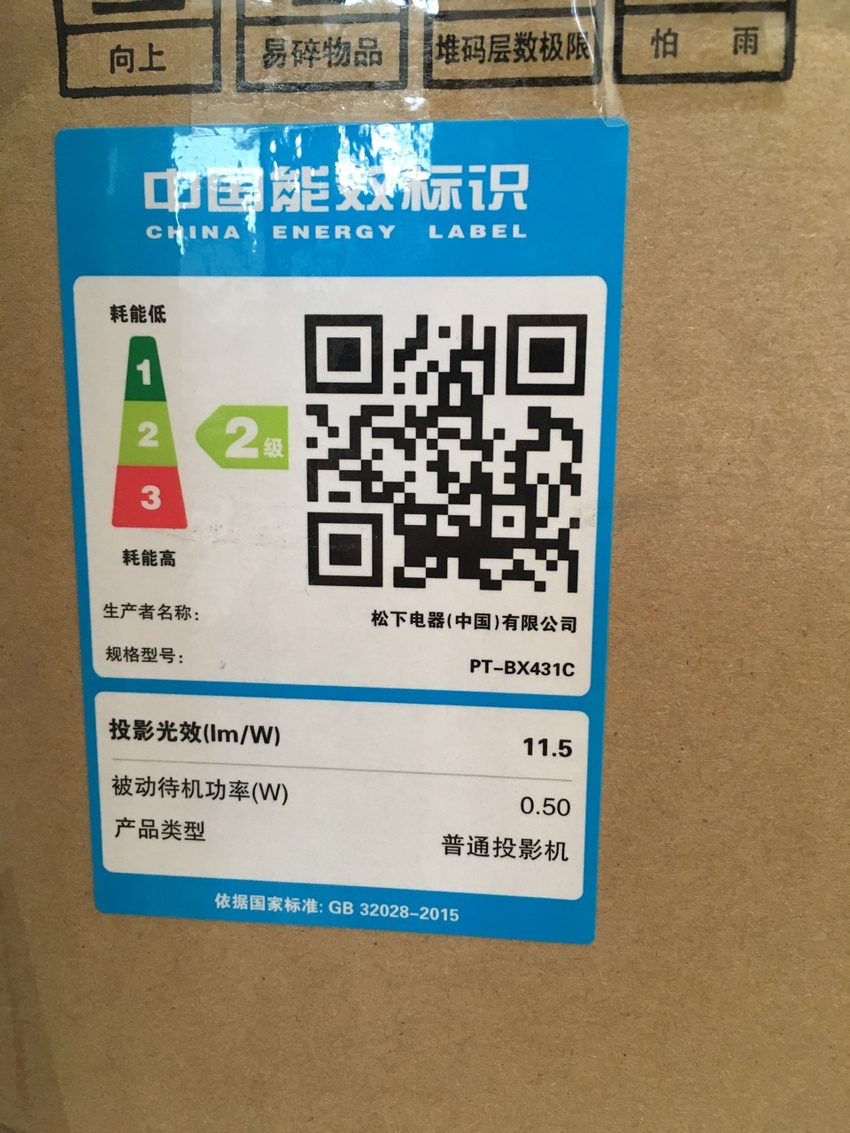 向上 易碎物品 堆码层数极限 怕 雨
中国能效标识
CHINA ENERGY LABEL
耗能低
1
2
2级
3
耗能高
生产者名称: 松下电器(中国)有限公司
规格型号: PT-BX431C
投影光效(lm/W) 11.5
被动待机功率(W) 0.50
产品类型 普通投影机
依据国家标准: GB 32028-2015